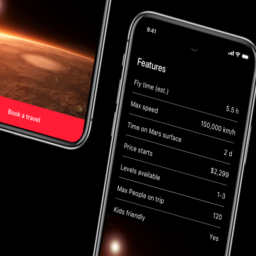 Book a travel
9:41
Features
Fly time (est.)
5.5 h
Max speed
150,000 km/h
Time on Mars surface
2 d
Price starts
$2,299
Levels available
1-3
Max People on trip
120
Kids friendly
Yes